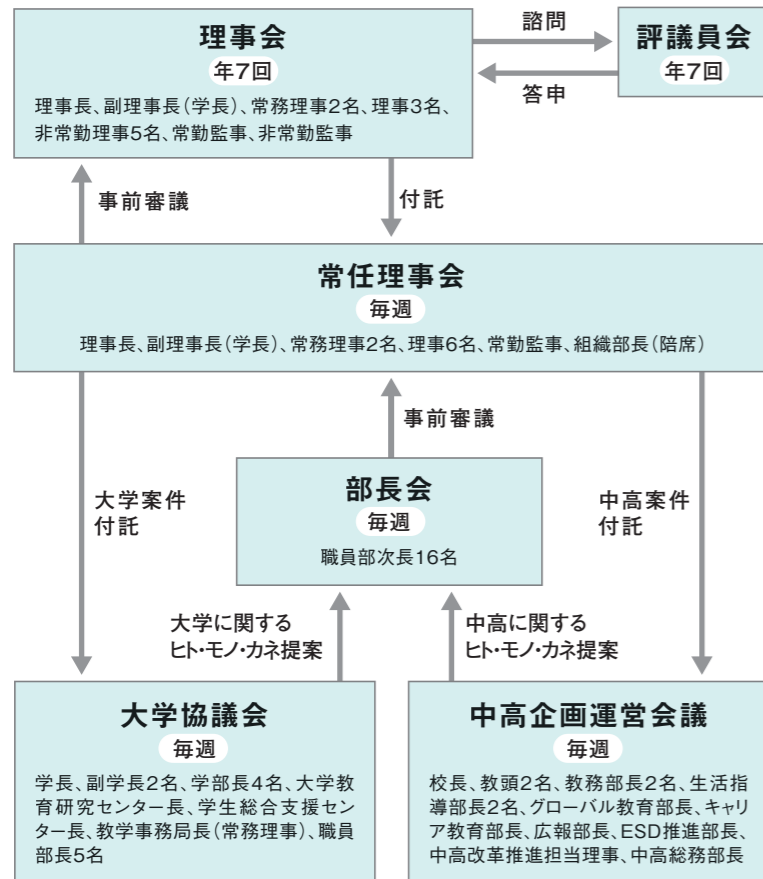 理事会
年7回
理事長、副理事長(学長)、常務理事2名、理事3名、
非常勤理事5名、常勤監事、非常勤監事
諮問
答申
評議員会
年7回
事前審議
付託
常任理事会
毎週
理事長、副理事長(学長)、常務理事2名、理事6名、常勤監事、組織部長(陪席)
事前審議
大学案件
付託
部長会
毎週
職員部次長16名
中高案件
付託
大学に関する
ヒト・モノ・カネ提案
中高に関する
ヒト・モノ・カネ提案
大学協議会
毎週
学長、副学長2名、学部長4名、大学教
育研究センター長、学生総合支援セン
ター長、教学事務局長(常務理事)、職員
部長5名
中高企画運営会議
毎週
校長、教頭2名、教務部長2名、生活指
導部長2名、グローバル教育部長、キャリ
ア教育部長、広報部長、ESD推進部長、
中高改革推進担当理事、中高総務部長